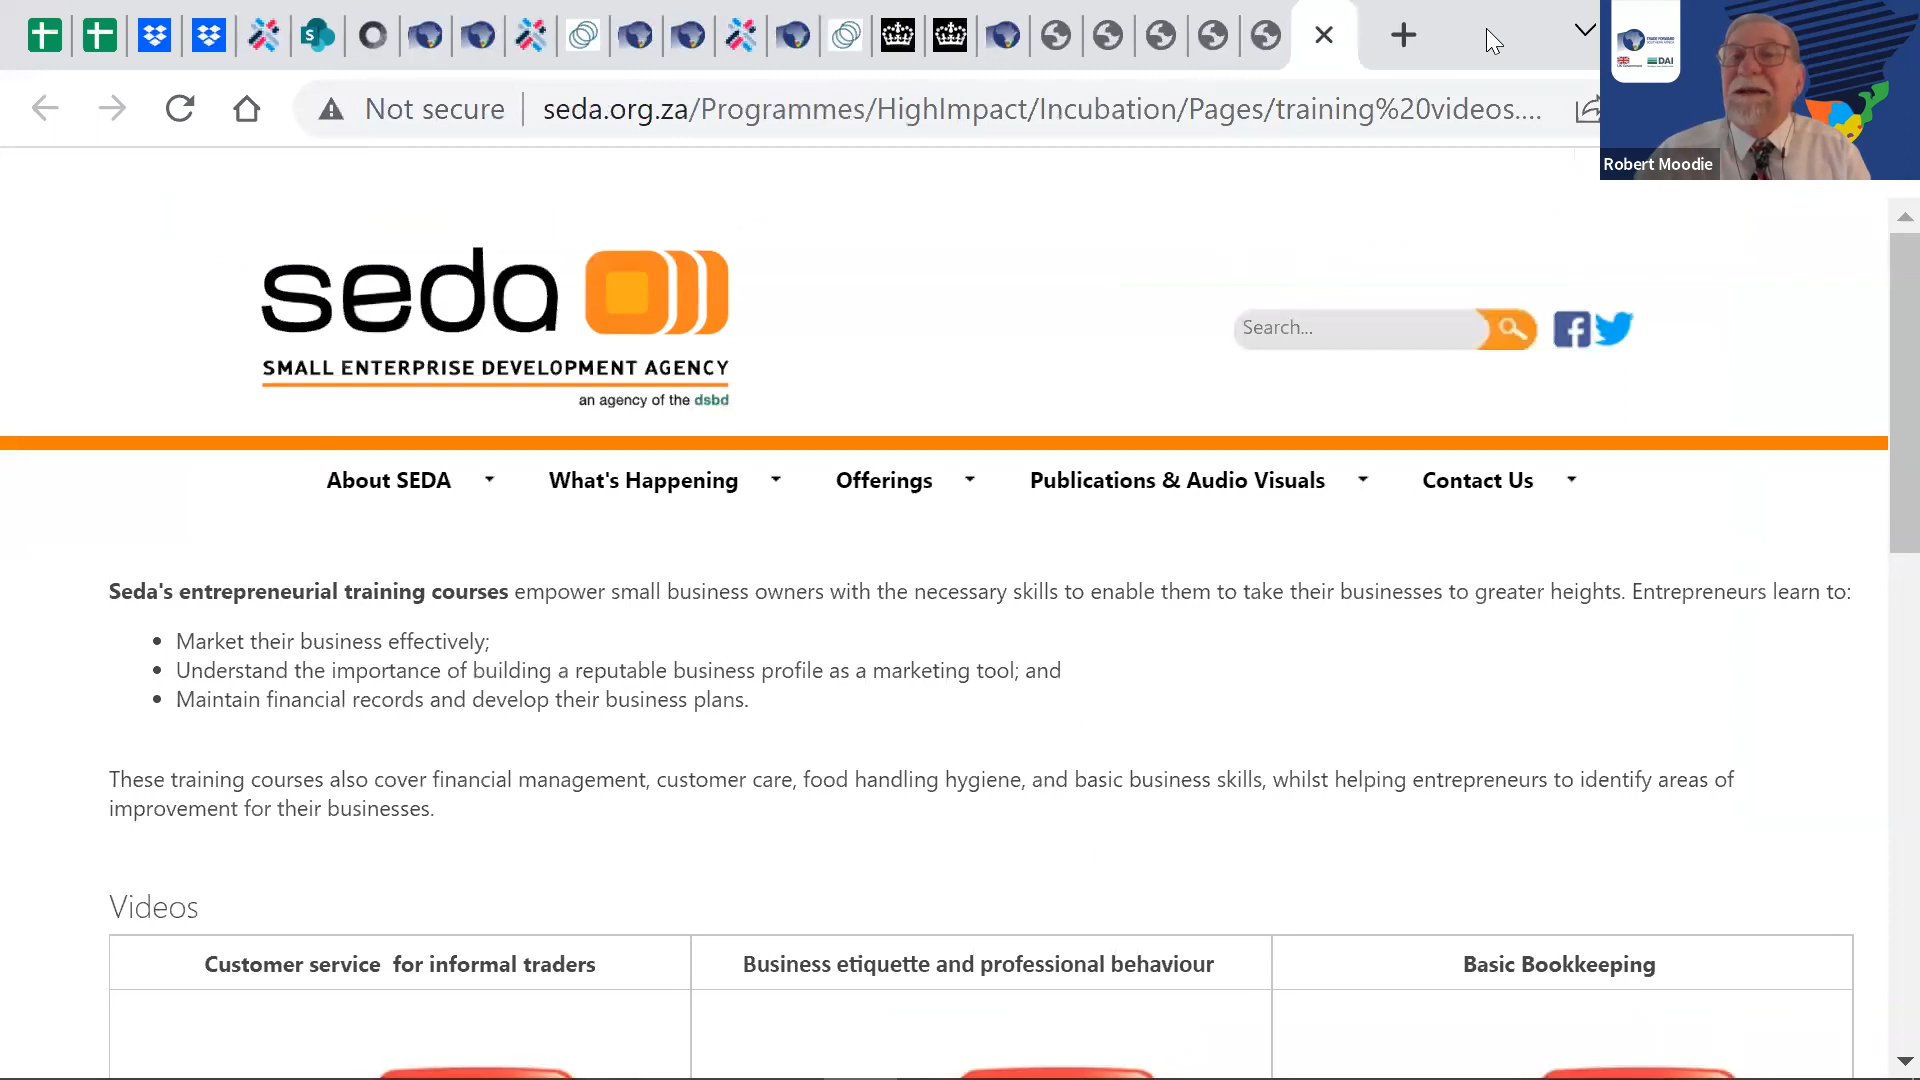 Not secure
seda.org.za/Programmes/HighImpact/Incubation/Pages/training%20videos....
DAI
Robert Moodie
seda
SMALL ENTERPRISE DEVELOPMENT AGENCY
an agency of the dsbd
Search...
About SEDA What's Happening Offerings Publications & Audio Visuals Contact Us
Seda's entrepreneurial training courses empower small business owners with the necessary skills to enable them to take their businesses to greater heights. Entrepreneurs learn to:
• Market their business effectively;
• Understand the importance of building a reputable business profile as a marketing tool; and
• Maintain financial records and develop their business plans.
These training courses also cover financial management, customer care, food handling hygiene, and basic business skills, whilst helping entrepreneurs to identify areas of
improvement for their businesses.
Videos
Customer service for informal traders Business etiquette and professional behaviour Basic Bookkeeping